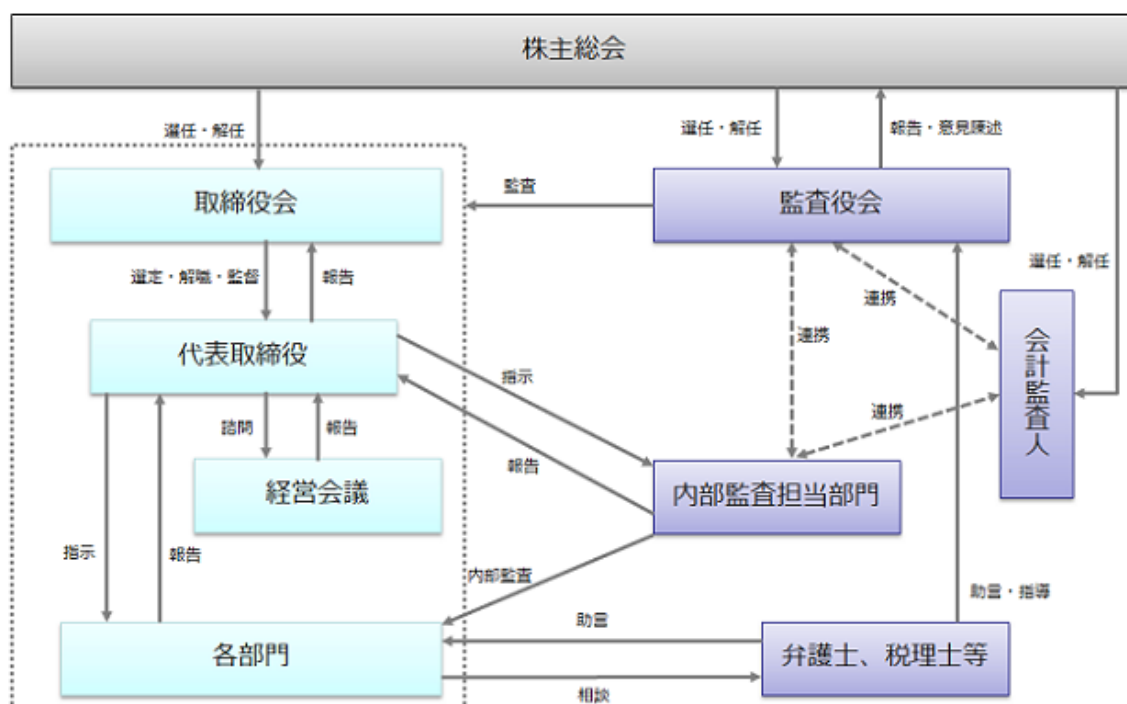 株主総会
選任・解任
選任・解任
報告・意見陳述
取締役会
監査
監査役会
選定・解職・監督
報告
選任・解任
連携
連携
会計監査人
代表取締役
指示
連携
諮問
報告
報告
経営会議
内部監査担当部門
指示
報告
内部監査
助言・指導
助言
各部門
弁護士、税理士等
相談